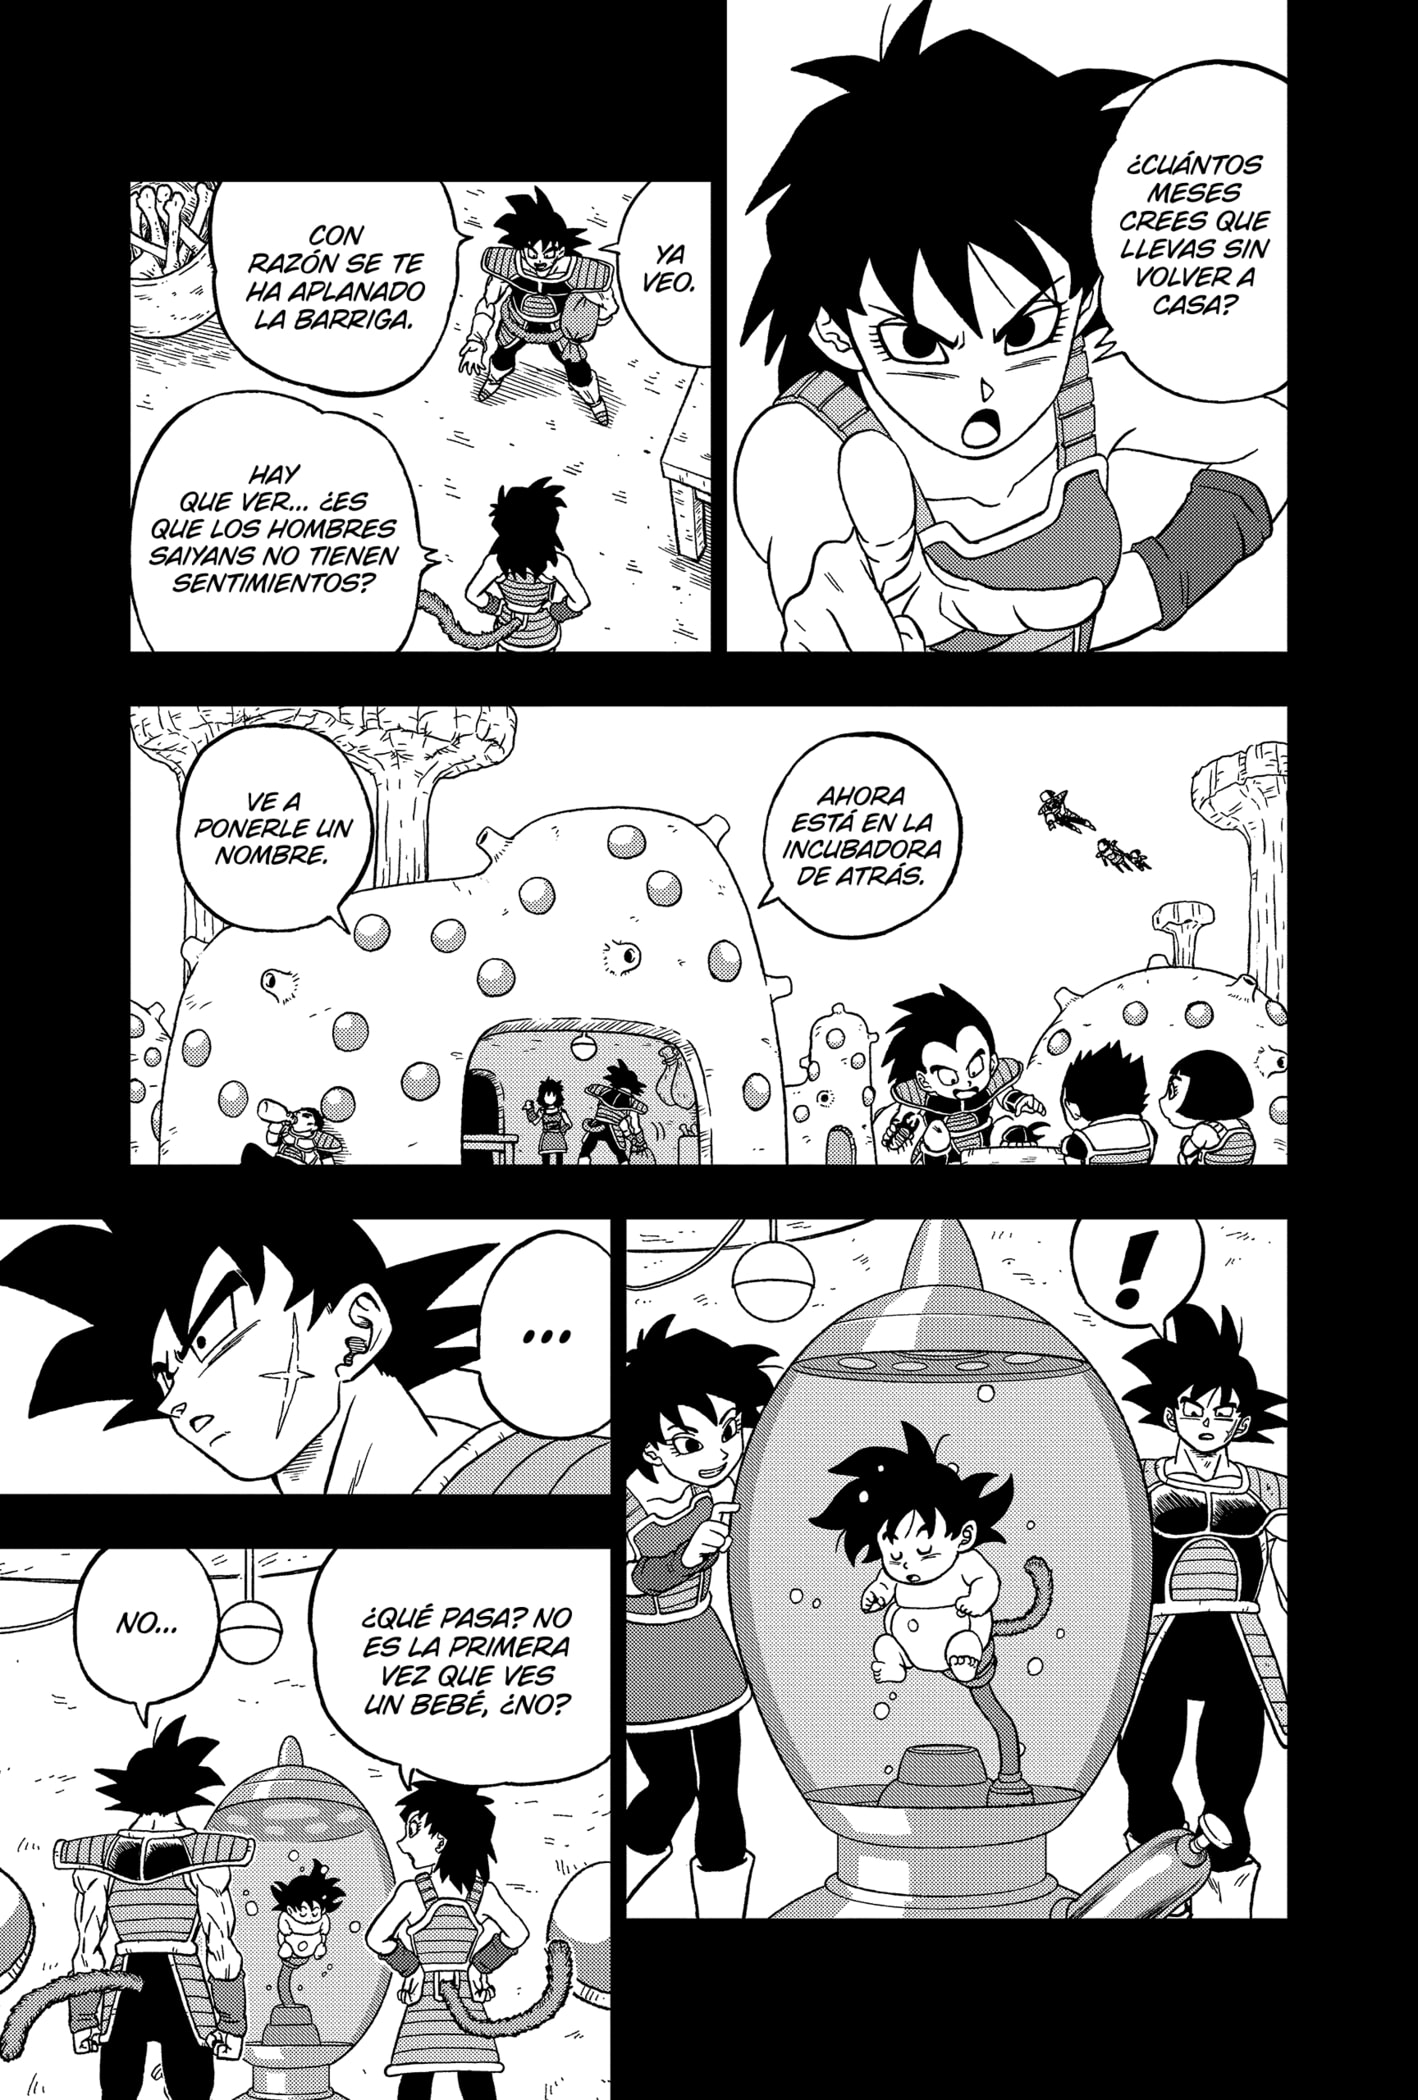 ¿CUÁNTOS
MESES
CREES QUE
LLEVAS SIN
VOLVER A
CASA?
YA
VEO.
CON
RAZÓN SE TE
HA APLANADO
LA BARRIGA.
HAY
QUE VER... ¿ES
QUE LOS HOMBRES
SAIYANS NO TIENEN
SENTIMIENTOS?
AHORA
ESTÁ EN LA
INCUBADORA
DE ATRÁS.
VE A
PONERLE UN
NOMBRE.
!
...
¿QUÉ PASA? NO
ES LA PRIMERA
VEZ QUE VES
UN BEBÉ, ¿NO?
NO...